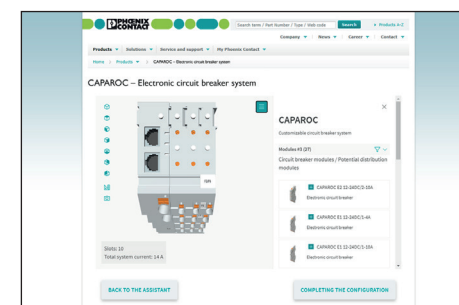 PHŒNIX
CONTACT
Search term / Part Number / Type / Web code
Search
Products A-Z
Company
News
Career
Contact
Products
Solutions
Service and support
My Phoenix Contact
Home
Products
CAPAROC - Electronic circuit breaker system
CAPAROC – Electronic circuit breaker system
CAPAROC
Customizable circuit breaker system
Modules #3 (37)
Circuit breaker modules / Potential distribution
modules
CAPAROC E2 12-24DC/2-10A
Electronic circuit breaker
CAPAROC E1 12-24DC/1-4A
Electronic circuit breaker
CAPAROC E1 12-24DC/1-10A
Electronic circuit breaker
Slots: 10
Total system current: 14 A
BACK TO THE ASSISTANT
COMPLETING THE CONFIGURATION